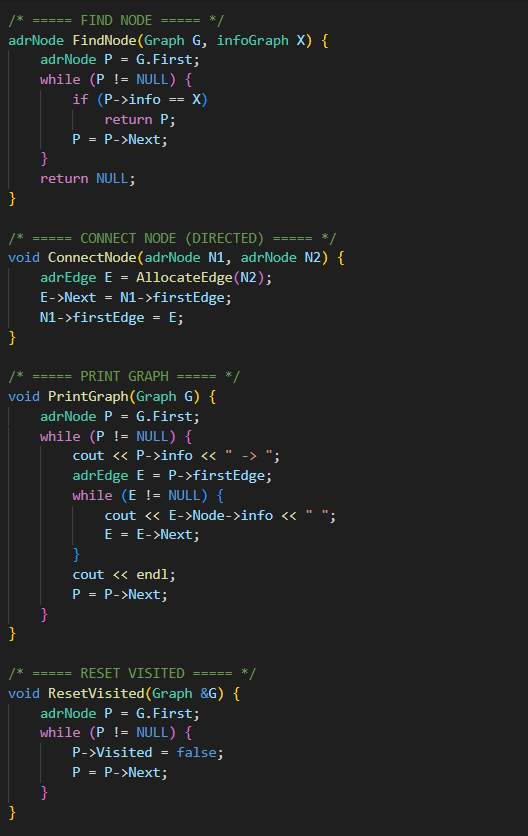 /* ===== FIND NODE ===== */
adrNode FindNode(Graph G, infoGraph X) {
    adrNode P = G.First;
    while (P != NULL) {
        if (P->info == X)
            return P;
        P = P->Next;
    }
    return NULL;
}

/* ===== CONNECT NODE (DIRECTED) ===== */
void ConnectNode(adrNode N1, adrNode N2) {
    adrEdge E = AllocateEdge(N2);
    E->Next = N1->firstEdge;
    N1->firstEdge = E;
}

/* ===== PRINT GRAPH ===== */
void PrintGraph(Graph G) {
    adrNode P = G.First;
    while (P != NULL) {
        cout << P->info << " -> ";
        adrEdge E = P->firstEdge;
        while (E != NULL) {
            cout << E->Node->info << " ";
            E = E->Next;
        }
        cout << endl;
        P = P->Next;
    }
}

/* ===== RESET VISITED ===== */
void ResetVisited(Graph &G) {
    adrNode P = G.First;
    while (P != NULL) {
        P->Visited = false;
        P = P->Next;
    }
}